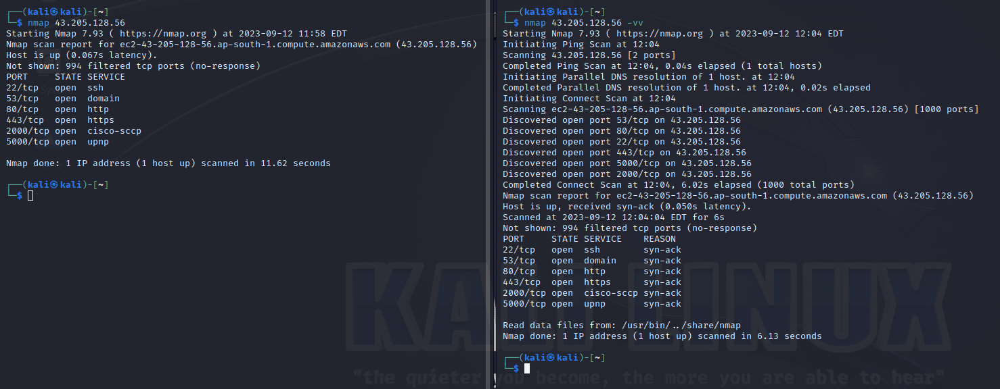 ┌──(kali㉿kali)-[~]
└─$ nmap 43.205.128.56
Starting Nmap 7.93 ( https://nmap.org ) at 2023-09-12 11:58 EDT
Nmap scan report for ec2-43-205-128-56.ap-south-1.compute.amazonaws.com (43.205.128.56)
Host is up (0.067s latency).
Not shown: 994 filtered tcp ports (no-response)
PORT     STATE SERVICE
22/tcp   open  ssh
53/tcp   open  domain
80/tcp   open  http
443/tcp  open  https
2000/tcp open  cisco-sccp
5000/tcp open  upnp
Nmap done: 1 IP address (1 host up) scanned in 11.62 seconds
┌──(kali㉿kali)-[~]
└─$
┌──(kali㉿kali)-[~]
└─$ nmap 43.205.128.56 -vv
Starting Nmap 7.93 ( https://nmap.org ) at 2023-09-12 12:04 EDT
Initiating Ping Scan at 12:04
Scanning 43.205.128.56 [2 ports]
Completed Ping Scan at 12:04, 0.04s elapsed (1 total hosts)
Initiating Parallel DNS resolution of 1 host. at 12:04
Completed Parallel DNS resolution of 1 host. at 12:04, 0.02s elapsed
Initiating Connect Scan at 12:04
Scanning ec2-43-205-128-56.ap-south-1.compute.amazonaws.com (43.205.128.56) [1000 ports]
Discovered open port 53/tcp on 43.205.128.56
Discovered open port 80/tcp on 43.205.128.56
Discovered open port 22/tcp on 43.205.128.56
Discovered open port 443/tcp on 43.205.128.56
Discovered open port 5000/tcp on 43.205.128.56
Discovered open port 2000/tcp on 43.205.128.56
Completed Connect Scan at 12:04, 6.02s elapsed (1000 total ports)
Nmap scan report for ec2-43-205-128-56.ap-south-1.compute.amazonaws.com (43.205.128.56)
Host is up, received syn-ack (0.050s latency).
Scanned at 2023-09-12 12:04:04 EDT for 6s
Not shown: 994 filtered tcp ports (no-response)
PORT     STATE SERVICE    REASON
22/tcp   open  ssh        syn-ack
53/tcp   open  domain     syn-ack
80/tcp   open  http       syn-ack
443/tcp  open  https      syn-ack
2000/tcp open  cisco-sccp syn-ack
5000/tcp open  upnp       syn-ack
Read data files from: /usr/bin/../share/nmap
Nmap done: 1 IP address (1 host up) scanned in 6.13 seconds
┌──(kali㉿kali)-[~]
└─$
KALI LINUX
"the quieter you become, the more you are able to hear"